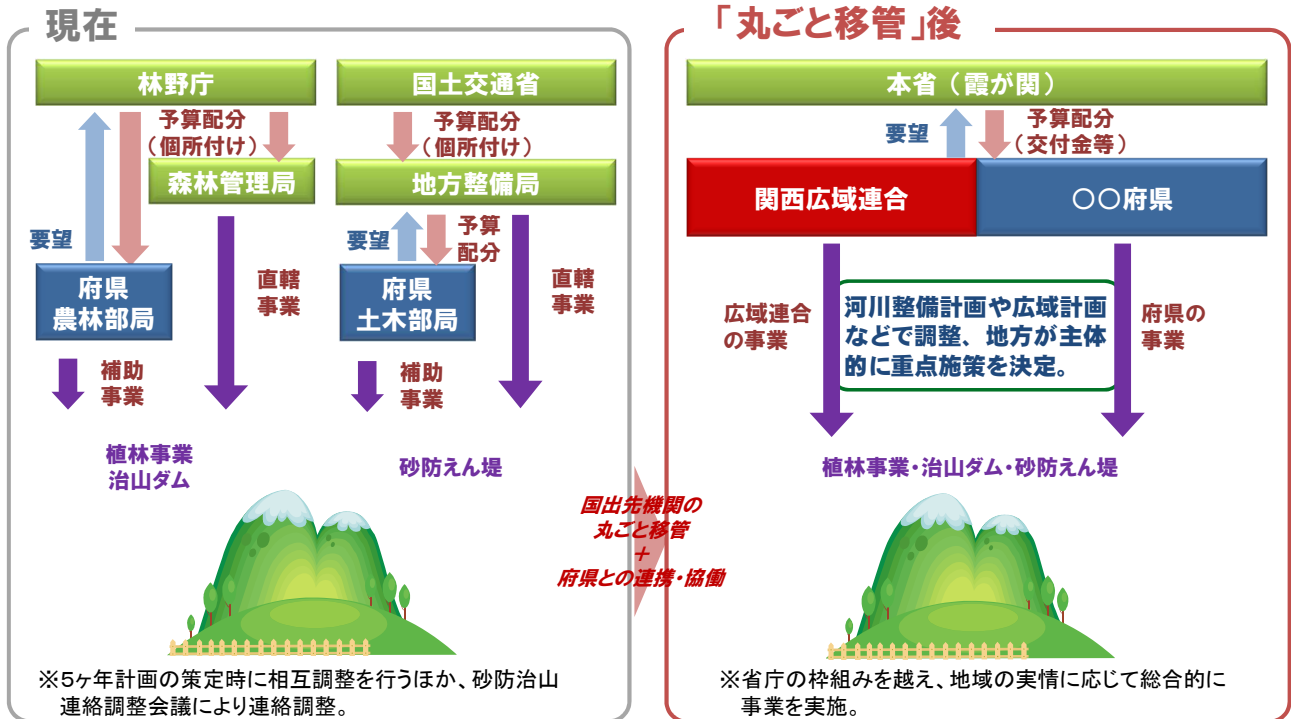 現在
林野庁
国土交通省
予算配分
(個所付け)
予算配分
(個所付け)
森林管理局
地方整備局
要望
要望
予算
配分
府県
農林部局
直轄
事業
府県
土木部局
直轄
事業
補助
事業
補助
事業
植林事業
治山ダム
砂防えん堤
※5ヶ年計画の策定時に相互調整を行うほか、砂防治山
連絡調整会議により連絡調整。
国出先機関の
丸ごと移管
+
府県との連携・協働
「丸ごと移管」後
本省(霞が関)
要望
予算配分
(交付金等)
関西広域連合
○○府県
広域連合
の事業
河川整備計画や広域計画
などで調整、地方が主体
的に重点施策を決定。
府県の
事業
植林事業・治山ダム・砂防えん堤
※省庁の枠組みを越え、地域の実情に応じて総合的に
事業を実施。